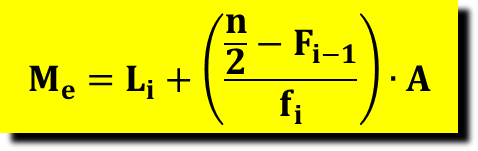 Mₑ = Lᵢ + ((n/2 − Fᵢ₋₁)/fᵢ) · A